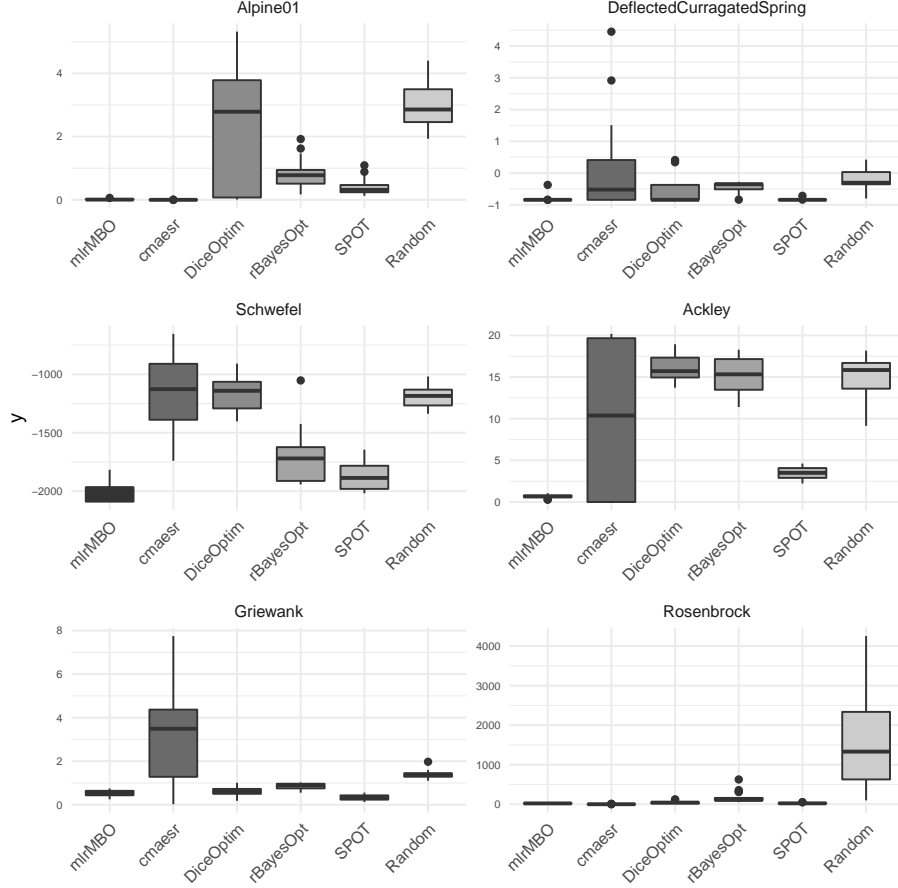 Alpine01
4
2
0
mlrMBO
cmaesr
DiceOptim
rBayesOpt
SPOT
Random
DeflectedCurragatedSpring
4
3
2
1
0
−1
mlrMBO
cmaesr
DiceOptim
rBayesOpt
SPOT
Random
y
Schwefel
−1000
−1500
−2000
mlrMBO
cmaesr
DiceOptim
rBayesOpt
SPOT
Random
Ackley
20
15
10
5
0
mlrMBO
cmaesr
DiceOptim
rBayesOpt
SPOT
Random
Griewank
8
6
4
2
0
mlrMBO
cmaesr
DiceOptim
rBayesOpt
SPOT
Random
Rosenbrock
4000
3000
2000
1000
0
mlrMBO
cmaesr
DiceOptim
rBayesOpt
SPOT
Random